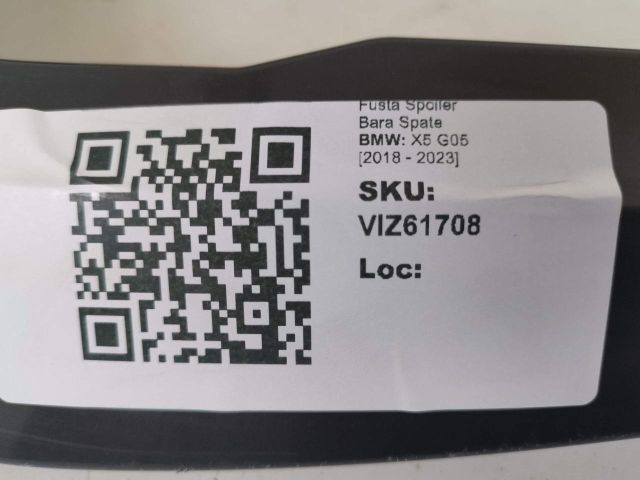 Fusta Spoiler
Bara Spate
BMW: X5 G05
[2018 - 2023]
SKU:
VIZ61708
Loc: